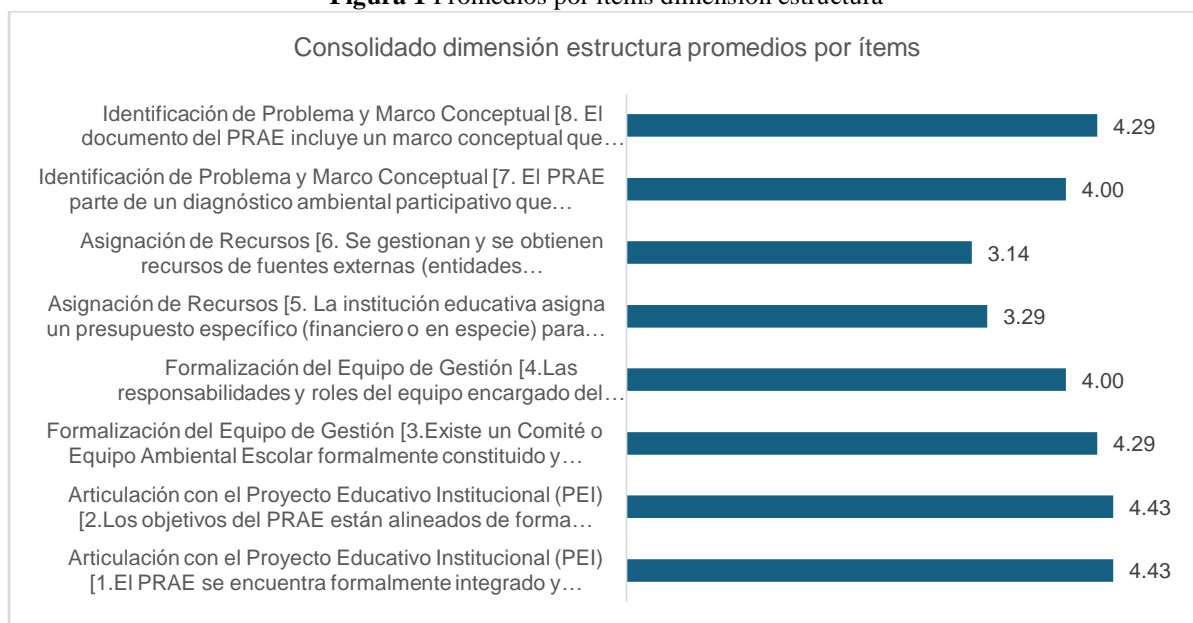 Figura 1 Promedios por ítems dimensión estructura
Consolidado dimensión estructura promedios por ítems
Identificación de Problema y Marco Conceptual [8. El
documento del PRAE incluye un marco conceptual que…
4.29
Identificación de Problema y Marco Conceptual [7. El PRAE
parte de un diagnóstico ambiental participativo que…
4.00
Asignación de Recursos [6. Se gestionan y se obtienen
recursos de fuentes externas (entidades…
3.14
Asignación de Recursos [5. La institución educativa asigna
un presupuesto específico (financiero o en especie) para…
3.29
Formalización del Equipo de Gestión [4.Las
responsabilidades y roles del equipo encargado del…
4.00
Formalización del Equipo de Gestión [3.Existe un Comité o
Equipo Ambiental Escolar formalmente constituido y…
4.29
Articulación con el Proyecto Educativo Institucional (PEI)
[2.Los objetivos del PRAE están alineados de forma…
4.43
Articulación con el Proyecto Educativo Institucional (PEI)
[1.El PRAE se encuentra formalmente integrado y…
4.43